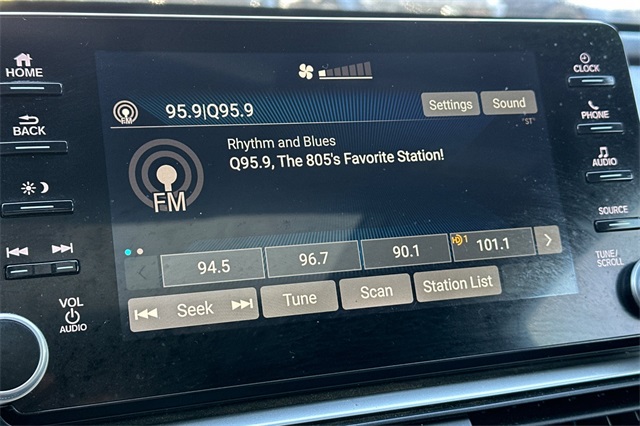 HOME
BACK
VOL
AUDIO
FM
95.9|Q95.9
Settings
Sound
"ST"
Rhythm and Blues
Q95.9, The 805's Favorite Station!
FM
94.5
96.7
90.1
HD 1
101.1
Seek
Tune
Scan
Station List
CLOCK
PHONE
AUDIO
SOURCE
TUNE/
SCROLL